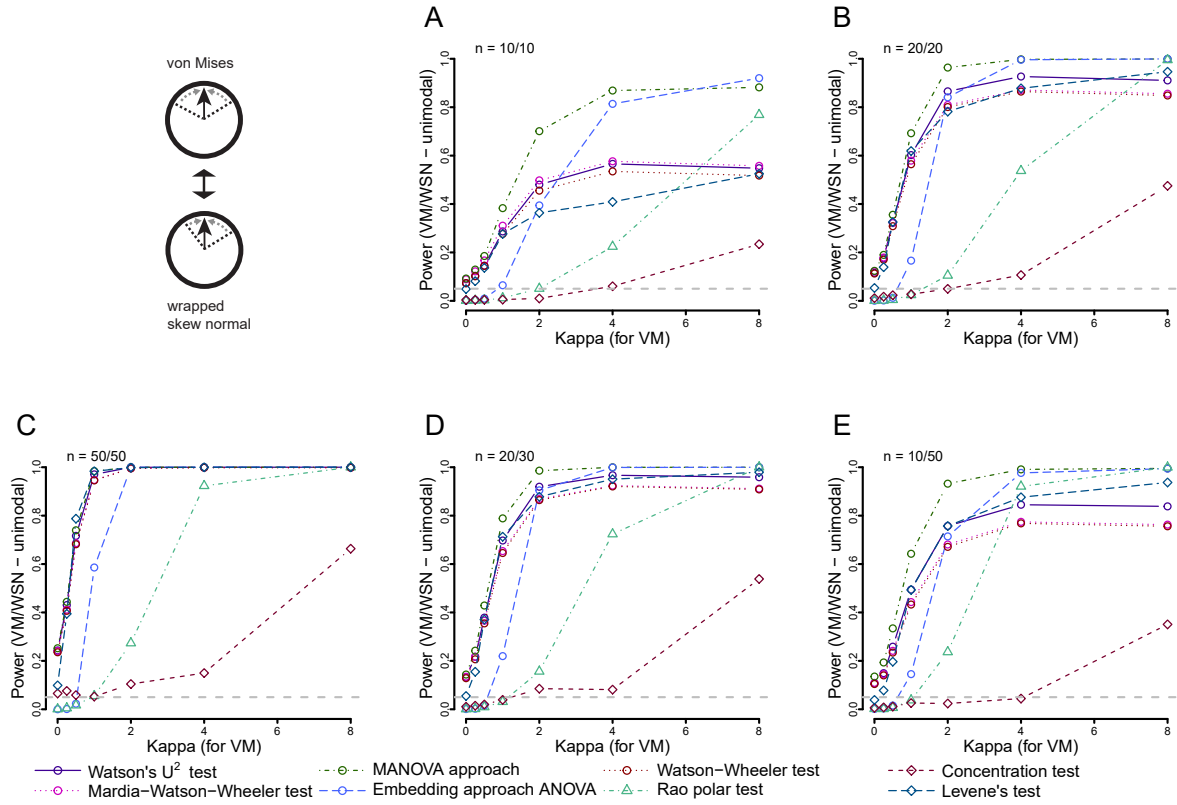 von Mises
wrapped
skew normal
A
n = 10/10
Power (VM/WSN − unimodal)
0.0 0.2 0.4 0.6 0.8 1.0
0 2 4 6 8
Kappa (for VM)
B
n = 20/20
Power (VM/WSN − unimodal)
0.0 0.2 0.4 0.6 0.8 1.0
0 2 4 6 8
Kappa (for VM)
C
n = 50/50
Power (VM/WSN − unimodal)
0.0 0.2 0.4 0.6 0.8 1.0
0 2 4 6 8
Kappa (for VM)
D
n = 20/30
Power (VM/WSN − unimodal)
0.0 0.2 0.4 0.6 0.8 1.0
0 2 4 6 8
Kappa (for VM)
E
n = 10/50
Power (VM/WSN − unimodal)
0.0 0.2 0.4 0.6 0.8 1.0
0 2 4 6 8
Kappa (for VM)
Watson's U² test
Mardia−Watson−Wheeler test
MANOVA approach
Embedding approach ANOVA
Watson−Wheeler test
Rao polar test
Concentration test
Levene's test